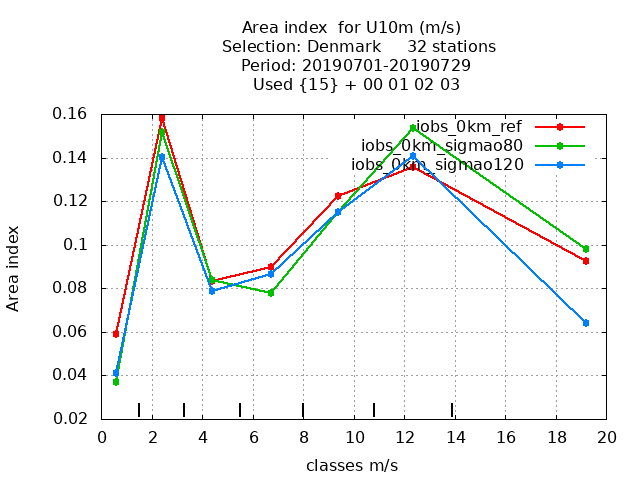 Area index  for U10m (m/s)
Selection: Denmark     32 stations
Period: 20190701-20190729
Used {15} + 00 01 02 03
iobs_0km_ref
iobs_0km_sigmao80
iobs_0km_sigmao120
Area index
0.16
0.14
0.12
0.1
0.08
0.06
0.04
0.02
0 2 4 6 8 10 12 14 16 18 20
classes m/s